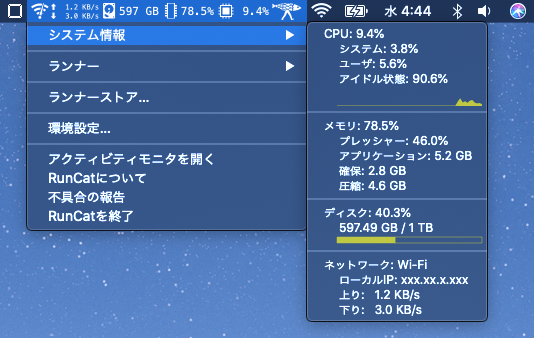 1.2 KB/s
3.0 KB/s
597 GB
78.5%
9.4%
水 4:44
システム情報
ランナー
ランナーストア...
環境設定...
アクティビティモニタを開く
RunCatについて
不具合の報告
RunCatを終了
CPU: 9.4%
システム: 3.8%
ユーザ: 5.6%
アイドル状態: 90.6%
メモリ: 78.5%
プレッシャー: 46.0%
アプリケーション: 5.2 GB
確保: 2.8 GB
圧縮: 4.6 GB
ディスク: 40.3%
597.49 GB / 1 TB
ネットワーク: Wi-Fi
ローカルIP: xxx.xx.x.xxx
上り: 1.2 KB/s
下り: 3.0 KB/s